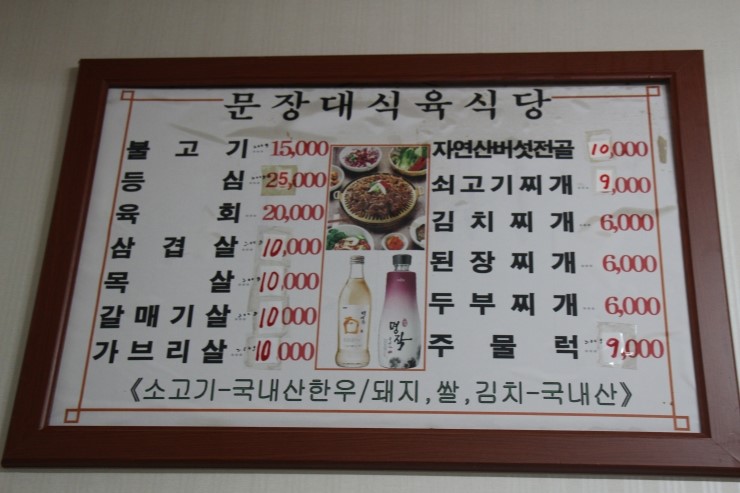 문장대식육식당
불고기 15,000
등심 25,000
육회 20,000
삼겹살 10,000
목살 10,000
갈매기살 10,000
가브리살 10,000
자연산버섯전골 10,000
쇠고기찌개 9,000
김치찌개 6,000
된장찌개 6,000
두부찌개 6,000
주물럭 9,000
명작
《소고기-국내산한우/돼지,쌀,김치-국내산》